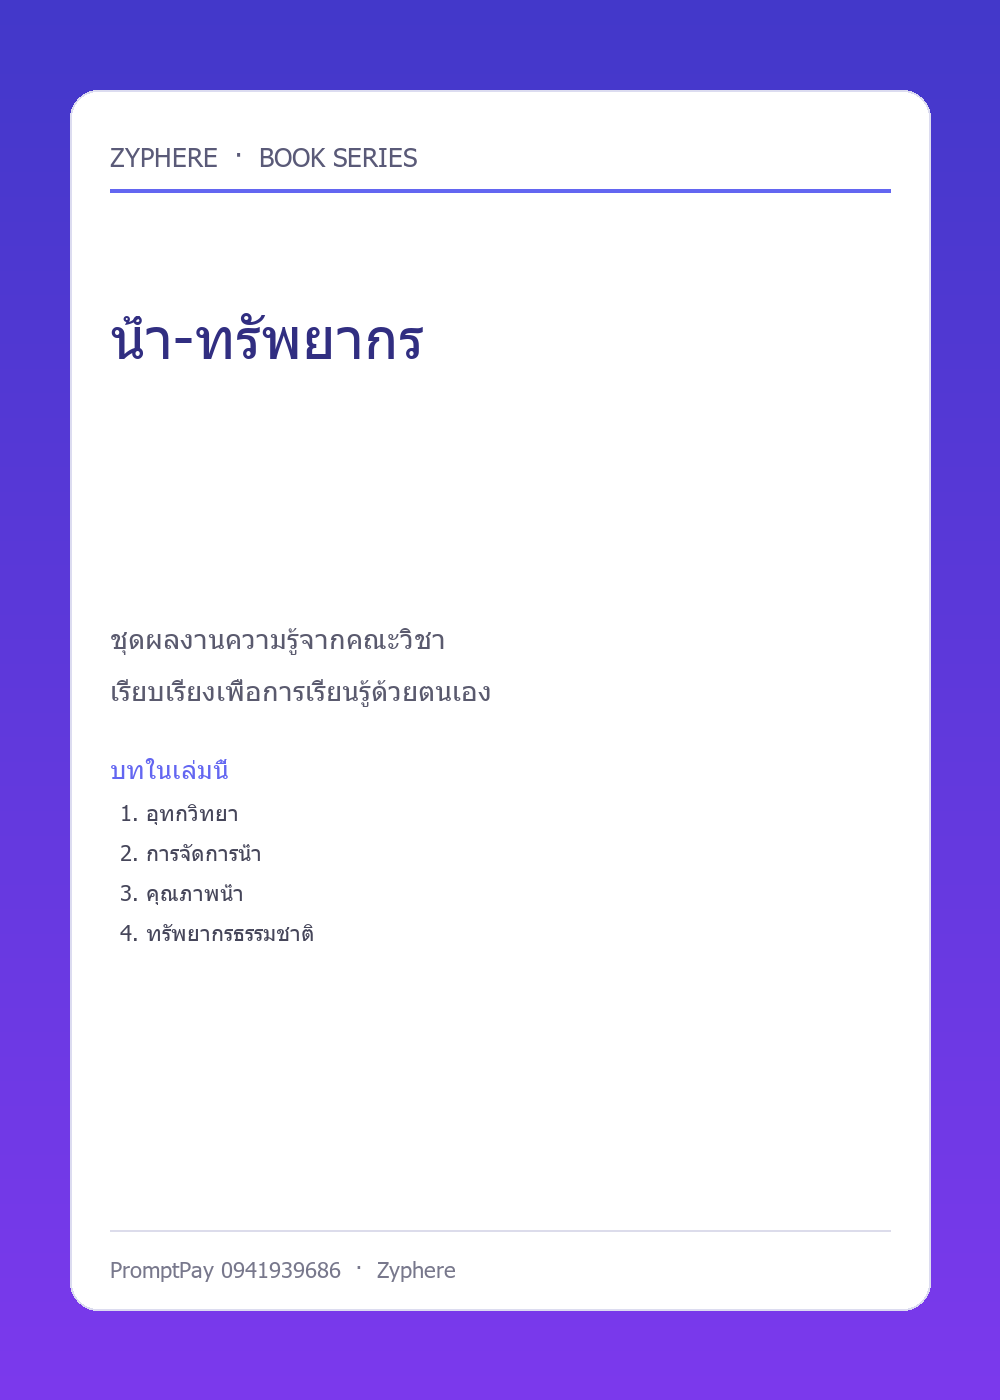 ZYPHERE · BOOK SERIES
น้ำ-ทรัพยากร
ชุดผลงานความรู้จากคณะวิชา
เรียบเรียงเพื่อการเรียนรู้ด้วยตนเอง
บทในเล่มนี้
1. อุทกวิทยา
2. การจัดการน้ำ
3. คุณภาพน้ำ
4. ทรัพยากรธรรมชาติ
PromptPay 0941939686 · Zyphere